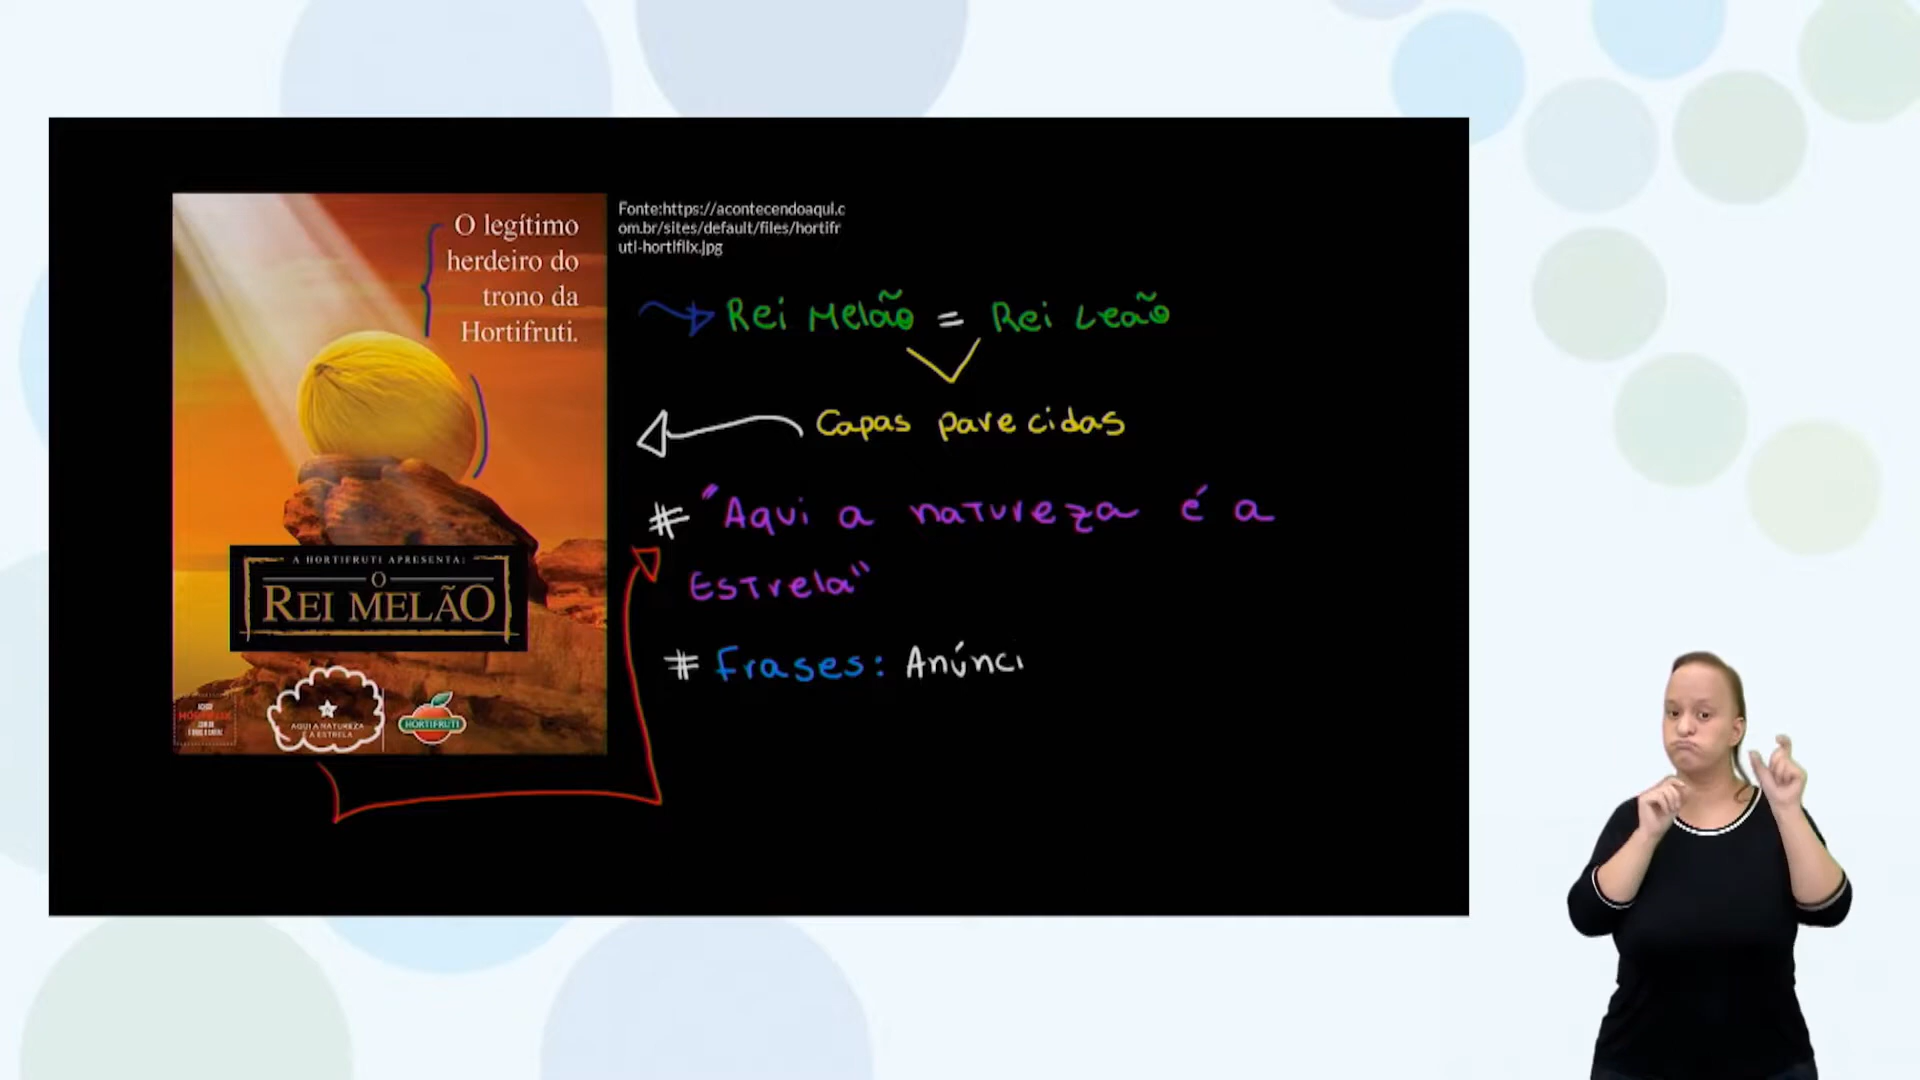 O legítimo
herdeiro do
trono da
Hortifruti.
Fonte:https://acontecendoaqui.c
om.br/sites/default/files/hortifr
uti-hortiflix.jpg
Rei Melão = Rei Leão
Capas parecidas
# "Aqui a natureza é a
Estrela"
# Frases: Anúnci
A HORTIFRUTI APRESENTA:
O
REI MELÃO
AQUI A NATUREZA
É A ESTRELA
HORTIFRUTI